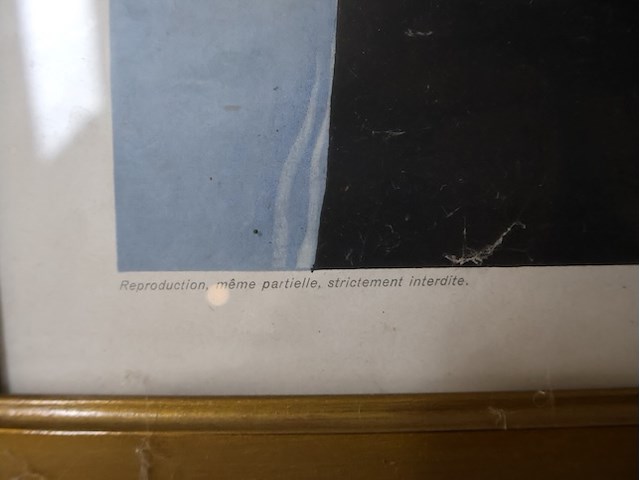 Reproduction, même partielle, strictement interdite.